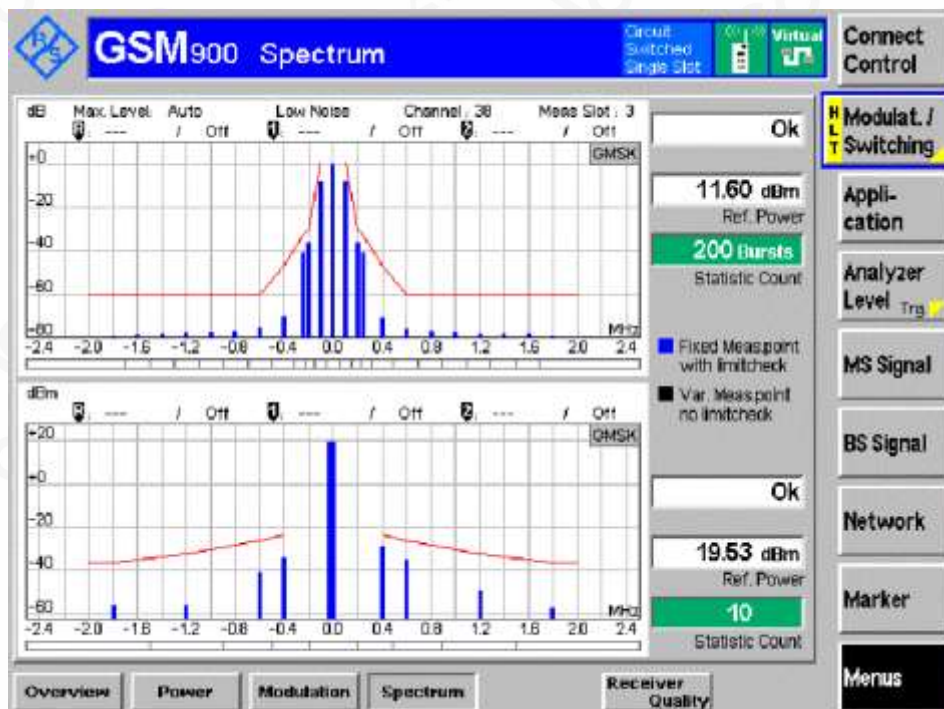 R S
GSM900 Spectrum
Circuit Switched Single Slot
Virtual
Connect Control
dB Max. Level: Auto Low Noise Channel: 38 Meas Slot: 3
R: --- / Off 1: --- / Off 2: --- / Off
GMSK
+0
-20
-40
-60
-80
MHz
-2.4 -2.0 -1.6 -1.2 -0.8 -0.4 0.0 0.4 0.8 1.2 1.6 2.0 2.4
Ok
11.60 dBm
Ref. Power
200 Bursts
Statistic Count
Fixed Meas.point
with limitcheck
Var. Meas.point
no limitcheck
dBm
R: --- / Off 1: --- / Off 2: --- / Off
GMSK
+20
+0
-20
-40
-60
MHz
-2.4 -2.0 -1.6 -1.2 -0.8 -0.4 0.0 0.4 0.8 1.2 1.6 2.0 2.4
Ok
19.53 dBm
Ref. Power
10
Statistic Count
HLT
Modulat. /
Switching
Appli-
cation
Analyzer
Level Trg
MS Signal
BS Signal
Network
Marker
Menus
Overview
Power
Modulation
Spectrum
Receiver
Quality